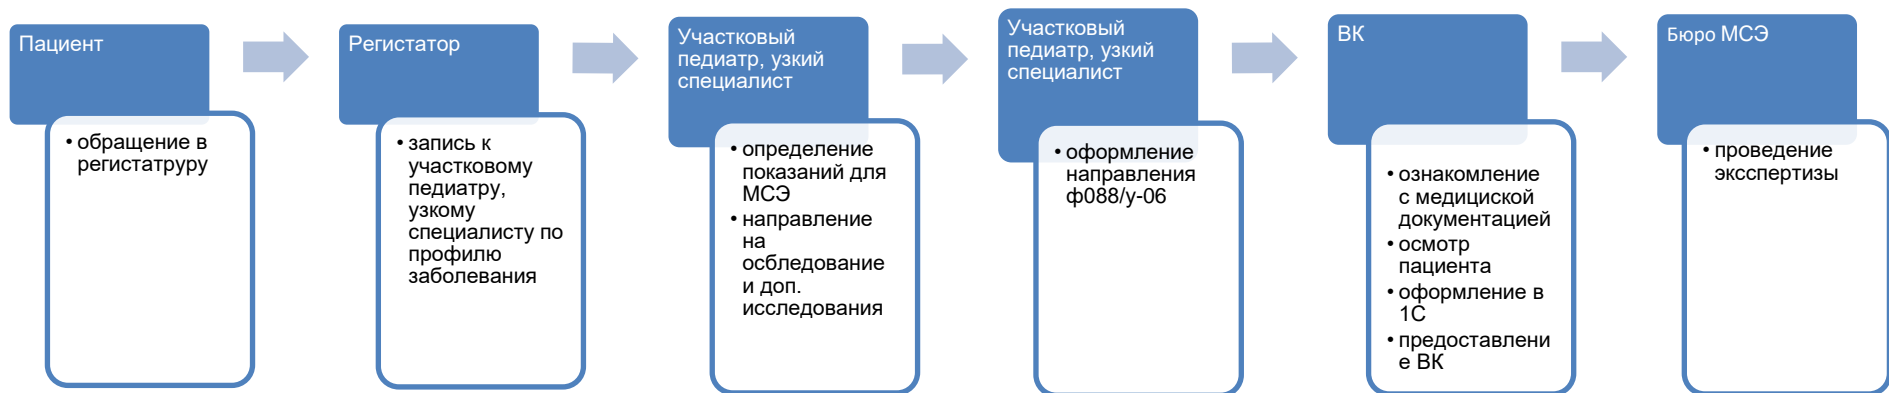 Пациент
• обращение в
регистатруру
Регистатор
• запись к
участковому
педиатру,
узкому
специалисту по
профилю
заболевания
Участковый
педиатр, узкий
специалист
• определение
показаний для
МСЭ
• направление
на
осбледование
и доп.
исследования
Участковый
педиатр, узкий
специалист
• оформление
направления
ф088/у-06
ВК
• ознакомление
с медициской
документацией
• осмотр
пациента
• оформление в
1С
• предоставлени
е ВК
Бюро МСЭ
• проведение
эксспертизы